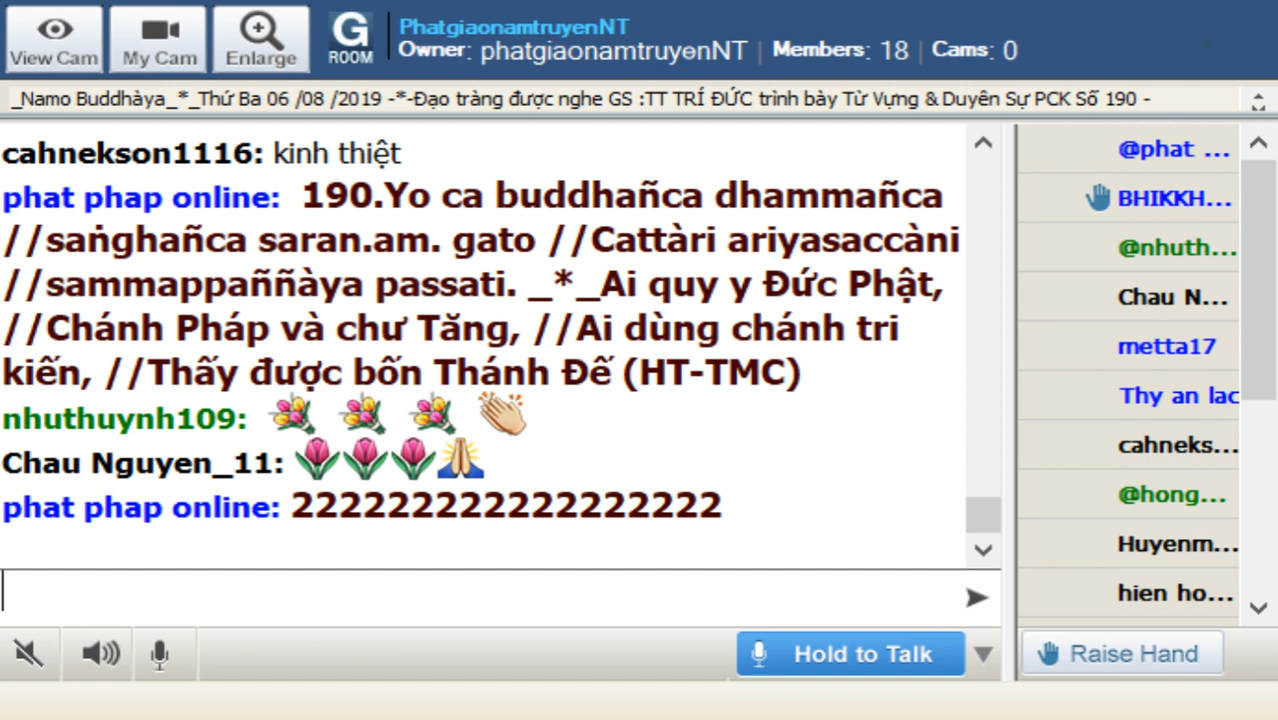 View Cam
My Cam
Enlarge
G
ROOM
PhatgiaonamtruyenNT
Owner: phatgiaonamtruyenNT | Members: 18 | Cams: 0
_Namo Buddhàya_*_Thứ Ba 06 /08 /2019 -*-Đạo tràng được nghe GS :TT TRÍ ĐỨC trình bày Từ Vựng & Duyên Sự PCK Số 190 -
cahnekson1116: kinh thiệt
phat phap online: 190.Yo ca buddhañca dhammañca
//saṅghañca saran.am. gato //Cattàri ariyasaccàni
//sammappaññàya passati. _*_Ai quy y Đức Phật,
//Chánh Pháp và chư Tăng, //Ai dùng chánh tri
kiến, //Thấy được bốn Thánh Đế (HT-TMC)
nhuthuynh109:
Chau Nguyen_11:
phat phap online: 222222222222222222
@phat ...
BHIKKH...
@nhuth...
Chau N...
metta17
Thy an lac
cahneks...
@hong...
Huyenm...
hien ho...
Hold to Talk
Raise Hand